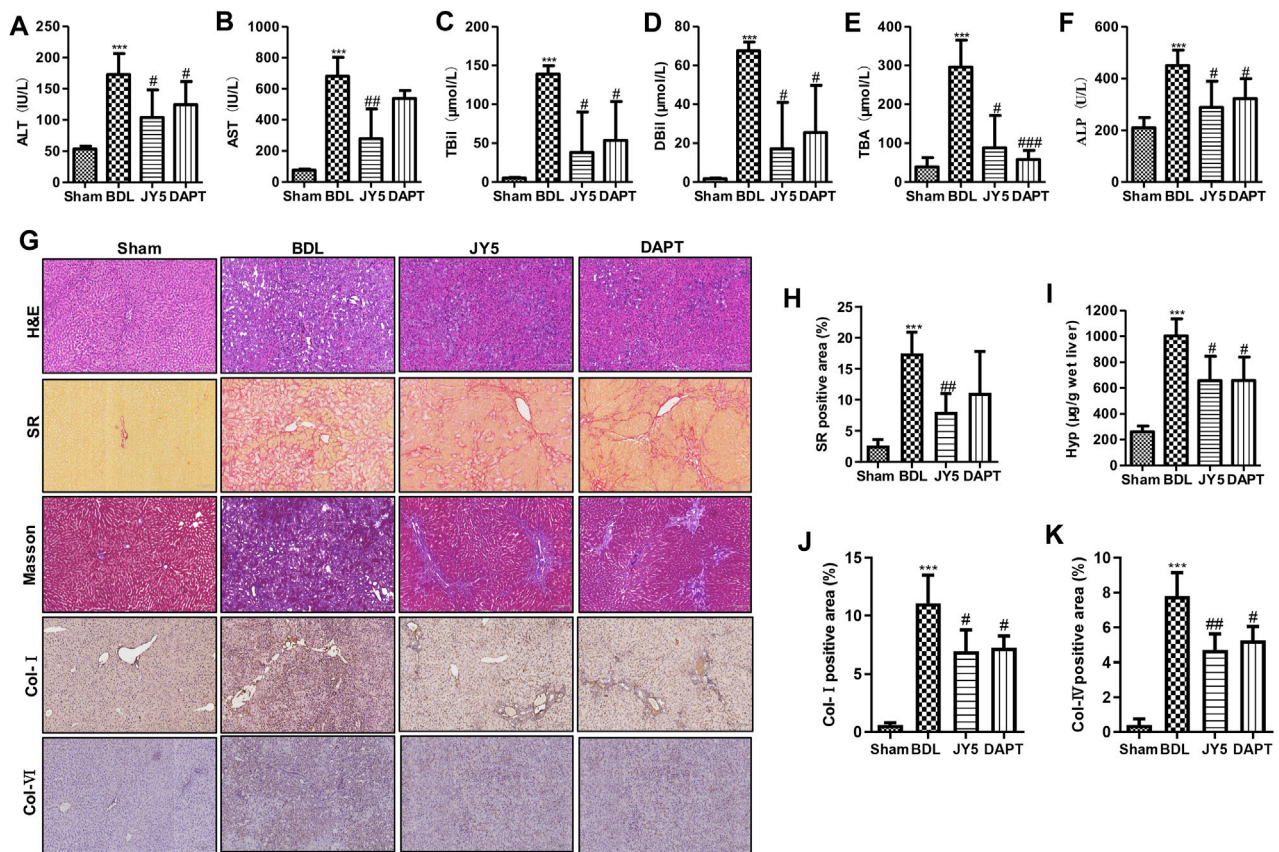 A
ALT (IU/L)
250
200
150
100
50
0
***
#
#
Sham BDL JY5 DAPT
B
AST (IU/L)
1000
800
600
400
200
0
***
##
Sham BDL JY5 DAPT
C
TBil (μmol/L)
200
150
100
50
0
***
#
#
Sham BDL JY5 DAPT
D
DBil (μmol/L)
80
60
40
20
0
***
#
#
Sham BDL JY5 DAPT
E
TBA (μmol/L)
400
300
200
100
0
***
#
###
Sham BDL JY5 DAPT
F
ALP (U/L)
600
400
200
0
***
#
#
Sham BDL JY5 DAPT
G
Sham BDL JY5 DAPT
H&E
SR
Masson
Col- I
Col-VI
H
SR positive area (%)
25
20
15
10
5
0
***
##
Sham BDL JY5 DAPT
I
Hyp (μg/g wet liver)
1200
1000
800
600
400
200
0
***
#
#
Sham BDL JY5 DAPT
J
Col- I positive area (%)
15
10
5
0
***
#
#
Sham BDL JY5 DAPT
K
Col-IV positive area (%)
10
8
6
4
2
0
***
##
#
Sham BDL JY5 DAPT